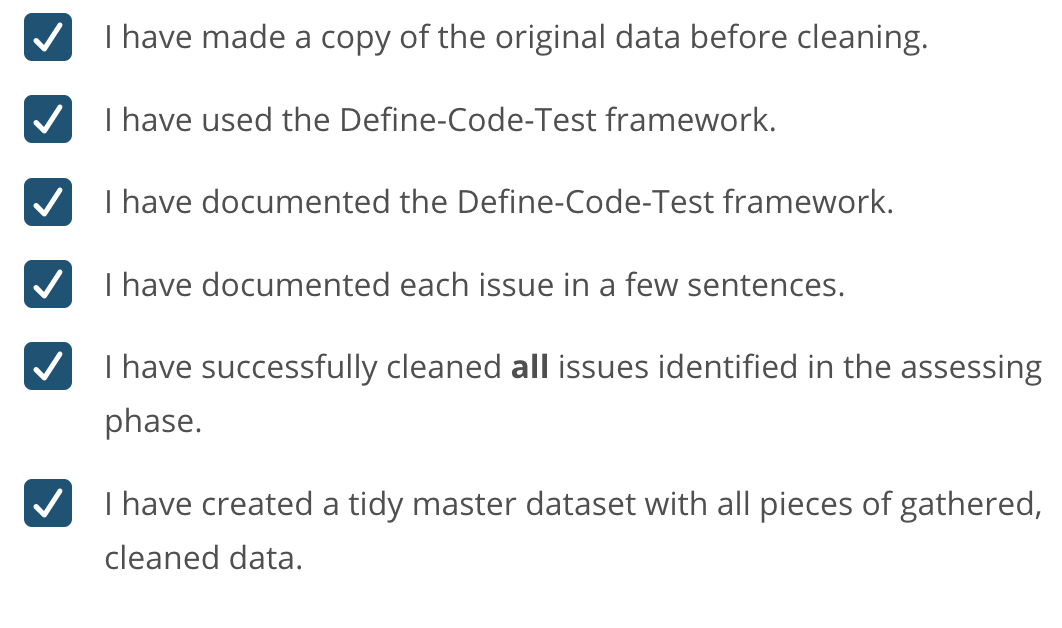 I have made a copy of the original data before cleaning.
I have used the Define-Code-Test framework.
I have documented the Define-Code-Test framework.
I have documented each issue in a few sentences.
I have successfully cleaned all issues identified in the assessing
phase.
I have created a tidy master dataset with all pieces of gathered,
cleaned data.